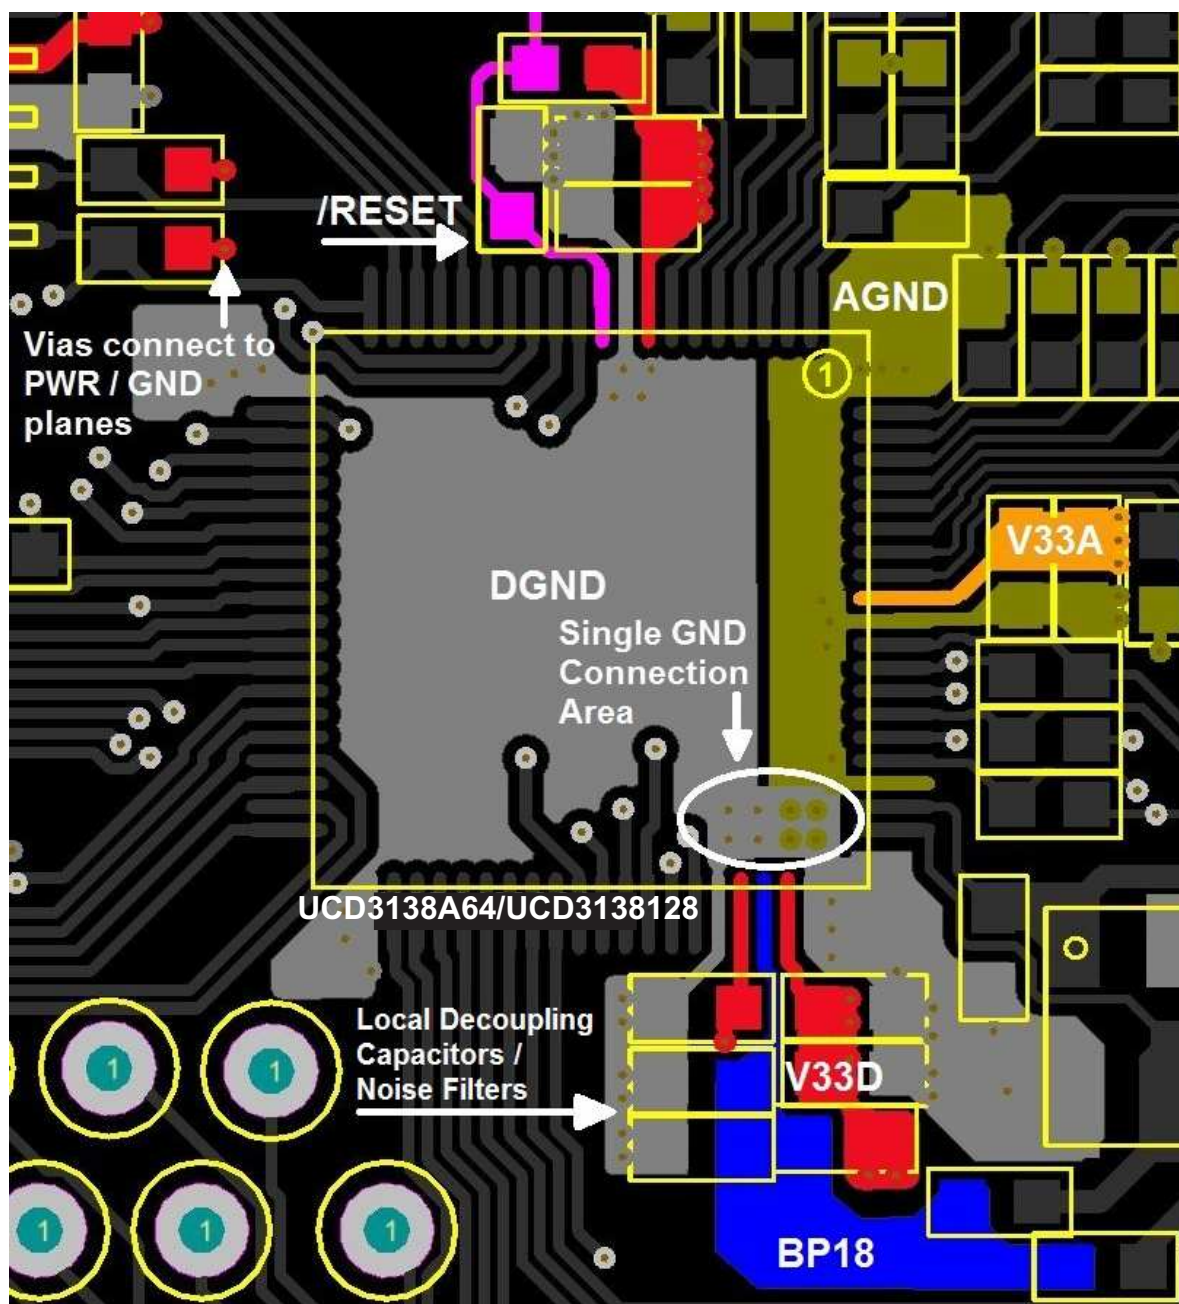 /RESET
AGND
Vias connect to
PWR / GND
planes
1
V33A
DGND
Single GND
Connection
Area
UCD3138A64/UCD3138128
Local Decoupling
Capacitors /
Noise Filters
V33D
1
1
1
1
1
BP18